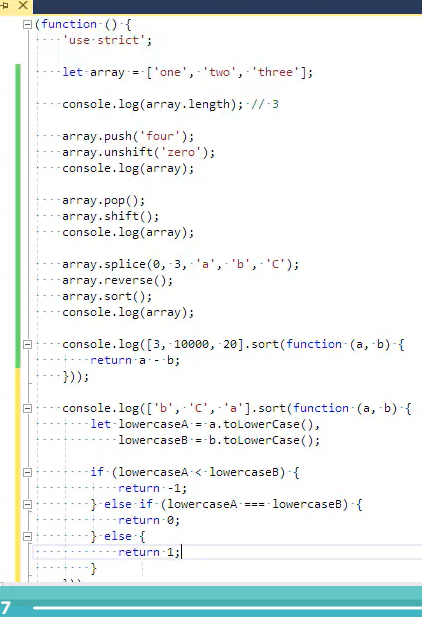 (function () {
    'use strict';
    let array = ['one', 'two', 'three'];
    console.log(array.length); // 3
    array.push('four');
    array.unshift('zero');
    console.log(array);
    array.pop();
    array.shift();
    console.log(array);
    array.splice(0, 3, 'a', 'b', 'C');
    array.reverse();
    array.sort();
    console.log(array);
    console.log([3, 10000, 20].sort(function (a, b) {
        return a - b;
    }));
    console.log(['b', 'C', 'a'].sort(function (a, b) {
        let lowercaseA = a.toLowerCase(),
            lowercaseB = b.toLowerCase();
        if (lowercaseA < lowercaseB) {
            return -1;
        } else if (lowercaseA === lowercaseB) {
            return 0;
        } else {
            return 1;
        }
    }))
7